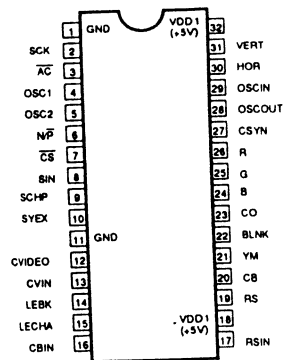 1 GND VDD1 (+5V) 32
SCK 2 31 VERT
A̅C̅ 3 30 HOR
OSC1 4 29 OSCIN
OSC2 5 28 OSCOUT
N/P̅ 6 27 CSYN
C̅S̅ 7 26 R
SIN 8 25 G
SCHP 9 24 B
SYEX 10 23 CO
11 GND 22 BLNK
CVIDEO 12 21 YM
CVIN 13 20 CB
LEBK 14 19 RS
LECHA 15 VDD1 (+5V) 18
CBIN 16 17 RSIN